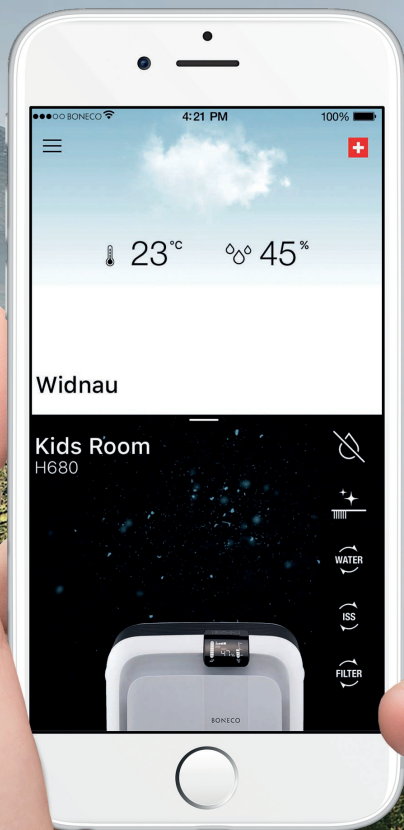 BONECO
4:21 PM
100%
23°C
45%
Widnau
Kids Room
H680
WATER
ISS
FILTER
BONECO